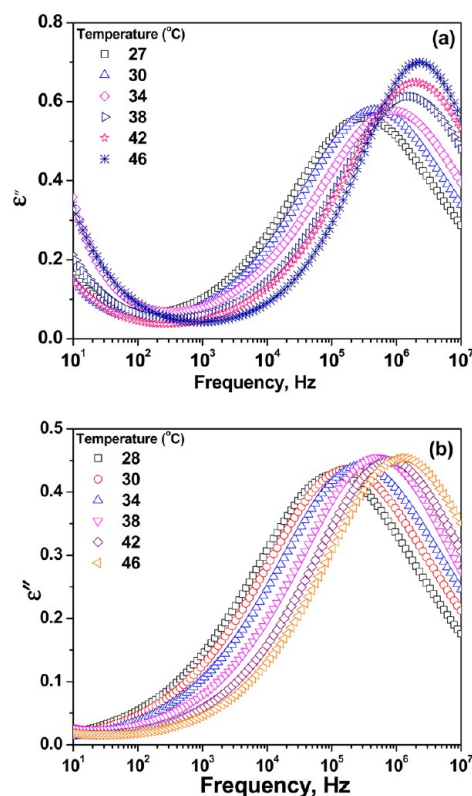 (a)
Temperature (°C)
27
30
34
38
42
46
0.8
0.6
0.4
0.2
0.0
ε″
10¹ 10² 10³ 10⁴ 10⁵ 10⁶ 10⁷
Frequency, Hz
(b)
Temperature (°C)
28
30
34
38
42
46
0.5
0.4
0.3
0.2
0.1
0.0
ε″
10¹ 10² 10³ 10⁴ 10⁵ 10⁶ 10⁷
Frequency, Hz